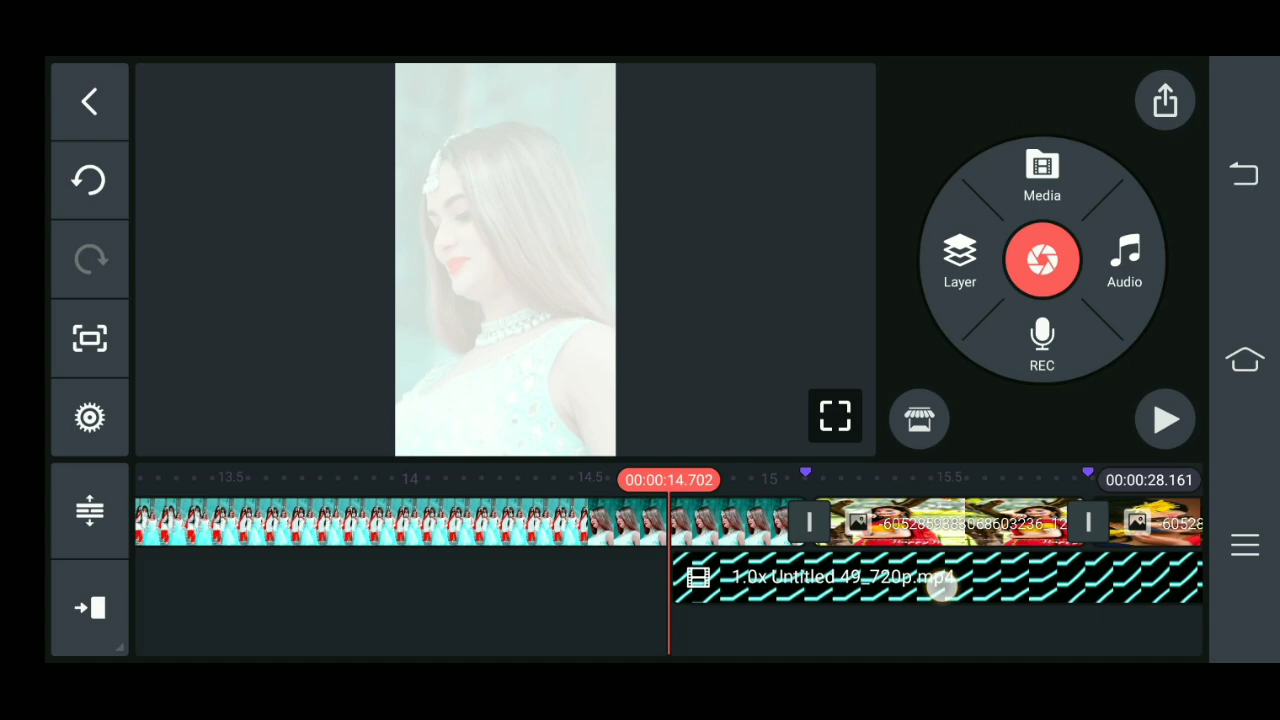 Media
Layer
Audio
REC
13.5
14
14.5
00:00:14.702
15
15.5
00:00:28.161
1.0x Untitled 49_720p.mp4